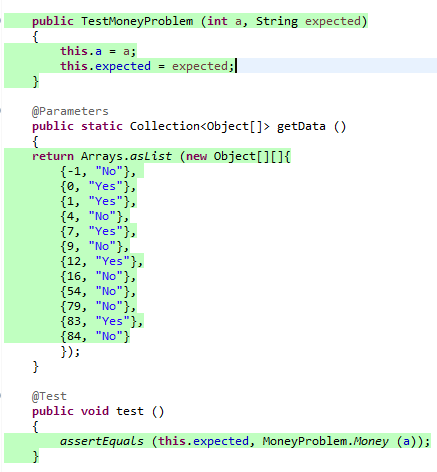 public TestMoneyProblem (int a, String expected)
{
this.a = a;
this.expected = expected;
}
@Parameters
public static Collection<Object[]> getData ()
{
return Arrays.asList (new Object[][]{
{-1, "No"},
{0, "Yes"},
{1, "Yes"},
{4, "No"},
{7, "Yes"},
{9, "No"},
{12, "Yes"},
{16, "No"},
{54, "No"},
{79, "No"},
{83, "Yes"},
{84, "No"}
});
}
@Test
public void test ()
{
assertEquals (this.expected, MoneyProblem.Money (a));
}